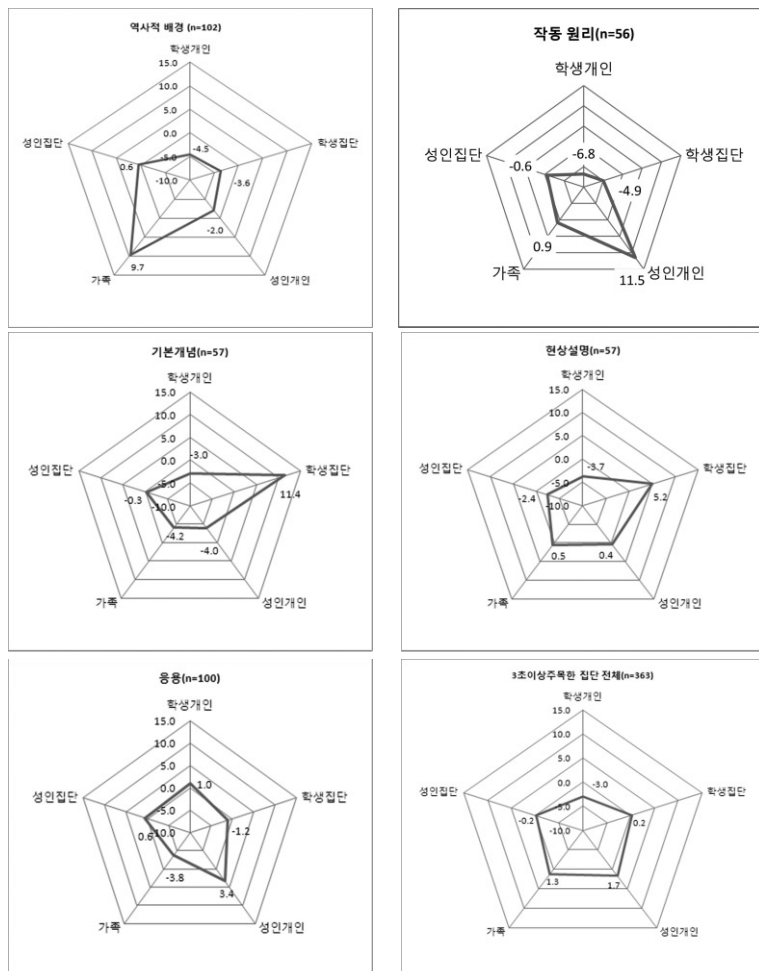 역사적 배경 (n=102)
학생개인
15.0
10.0
5.0
0.0
-5.0
-10.0
-4.5
학생집단
-3.6
성인개인
-2.0
가족
9.7
성인집단
0.6
작동 원리(n=56)
학생개인
-6.8
학생집단
-4.9
성인개인
11.5
가족
0.9
성인집단
-0.6
기본개념(n=57)
학생개인
15.0
10.0
5.0
0.0
-5.0
-10.0
-3.0
학생집단
11.4
성인개인
-4.0
가족
-4.2
성인집단
-0.3
현상설명(n=57)
학생개인
15.0
10.0
5.0
0.0
-5.0
-10.0
-3.7
학생집단
5.2
성인개인
0.4
가족
0.5
성인집단
-2.4
응용(n=100)
학생개인
15.0
10.0
5.0
0.0
-5.0
-10.0
1.0
학생집단
-1.2
성인개인
3.4
가족
-3.8
성인집단
0.6
3초이상주목한 집단 전체(n=363)
학생개인
15.0
10.0
5.0
0.0
-5.0
-10.0
-3.0
학생집단
0.2
성인개인
1.7
가족
1.3
성인집단
-0.2